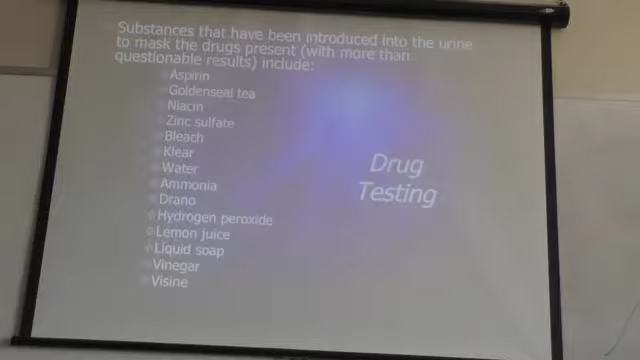 Substances that have been introduced into the urine
to mask the drugs present (with more than
questionable results) include:
Aspirin
Goldenseal tea
Niacin
Zinc sulfate
Bleach
Klear
Water
Ammonia
Drano
Hydrogen peroxide
Lemon juice
Liquid soap
Vinegar
Visine
Drug
Testing